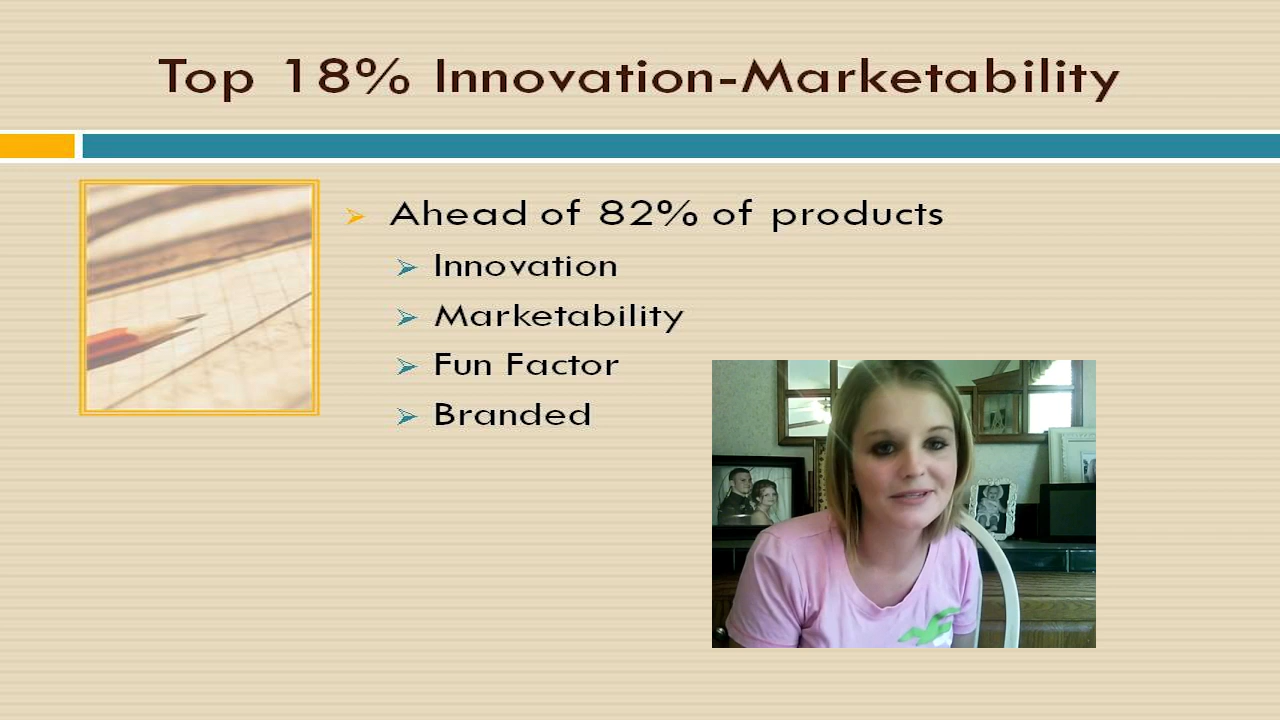 Top 18% Innovation-Marketability
Ahead of 82% of products
Innovation
Marketability
Fun Factor
Branded